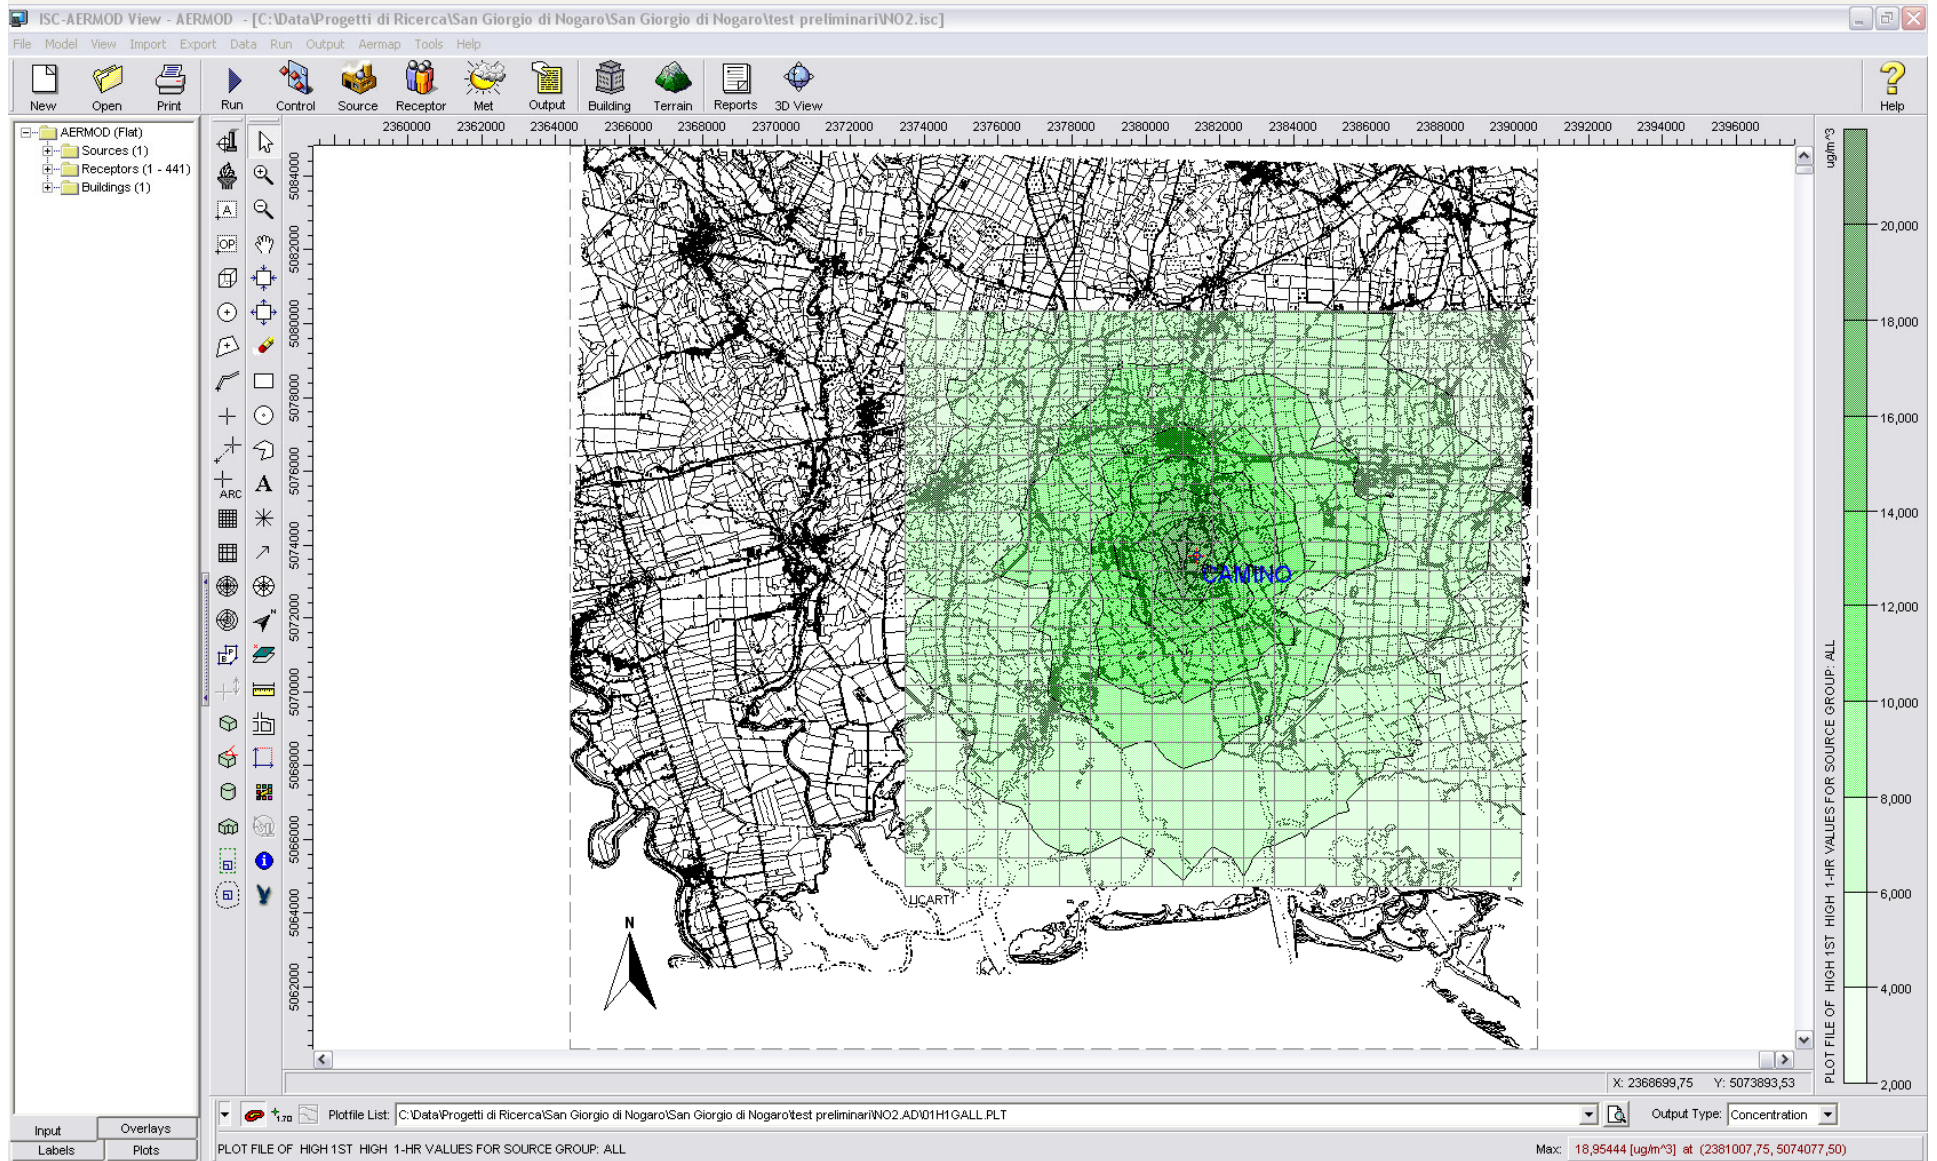 ISC-AERMOD View - AERMOD - [C:\Data\Progetti di Ricerca\San Giorgio di Nogaro\San Giorgio di Nogaro\test preliminari\NO2.isc]
File Model View Import Export Data Run Output Aermap Tools Help
New Open Print Run Control Source Receptor Met Output Building Terrain Reports 3D View Help
AERMOD (Flat)
Sources (1)
Receptors (1 - 441)
Buildings (1)
2360000 2362000 2364000 2366000 2368000 2370000 2372000 2374000 2376000 2378000 2380000 2382000 2384000 2386000 2388000 2390000 2392000 2394000 2396000
5084000
5082000
5080000
5078000
5076000
5074000
5072000
5070000
5068000
5066000
5064000
5062000
A
OP
ARC
A
CAMINO
N
ug/m^3
20,000
18,000
16,000
14,000
12,000
10,000
8,000
6,000
4,000
2,000
PLOT FILE OF HIGH 1ST HIGH 1-HR VALUES FOR SOURCE GROUP: ALL
X: 2368699,75 Y: 5073893,53
1.70 Plotfile List: C:\Data\Progetti di Ricerca\San Giorgio di Nogaro\San Giorgio di Nogaro\test preliminari\NO2.AD\01H1GALL.PLT Output Type: Concentration
Input Overlays
Labels Plots
PLOT FILE OF HIGH 1ST HIGH 1-HR VALUES FOR SOURCE GROUP: ALL Max: 18,95444 [ug/m^3] at (2381007,75, 5074077,50)